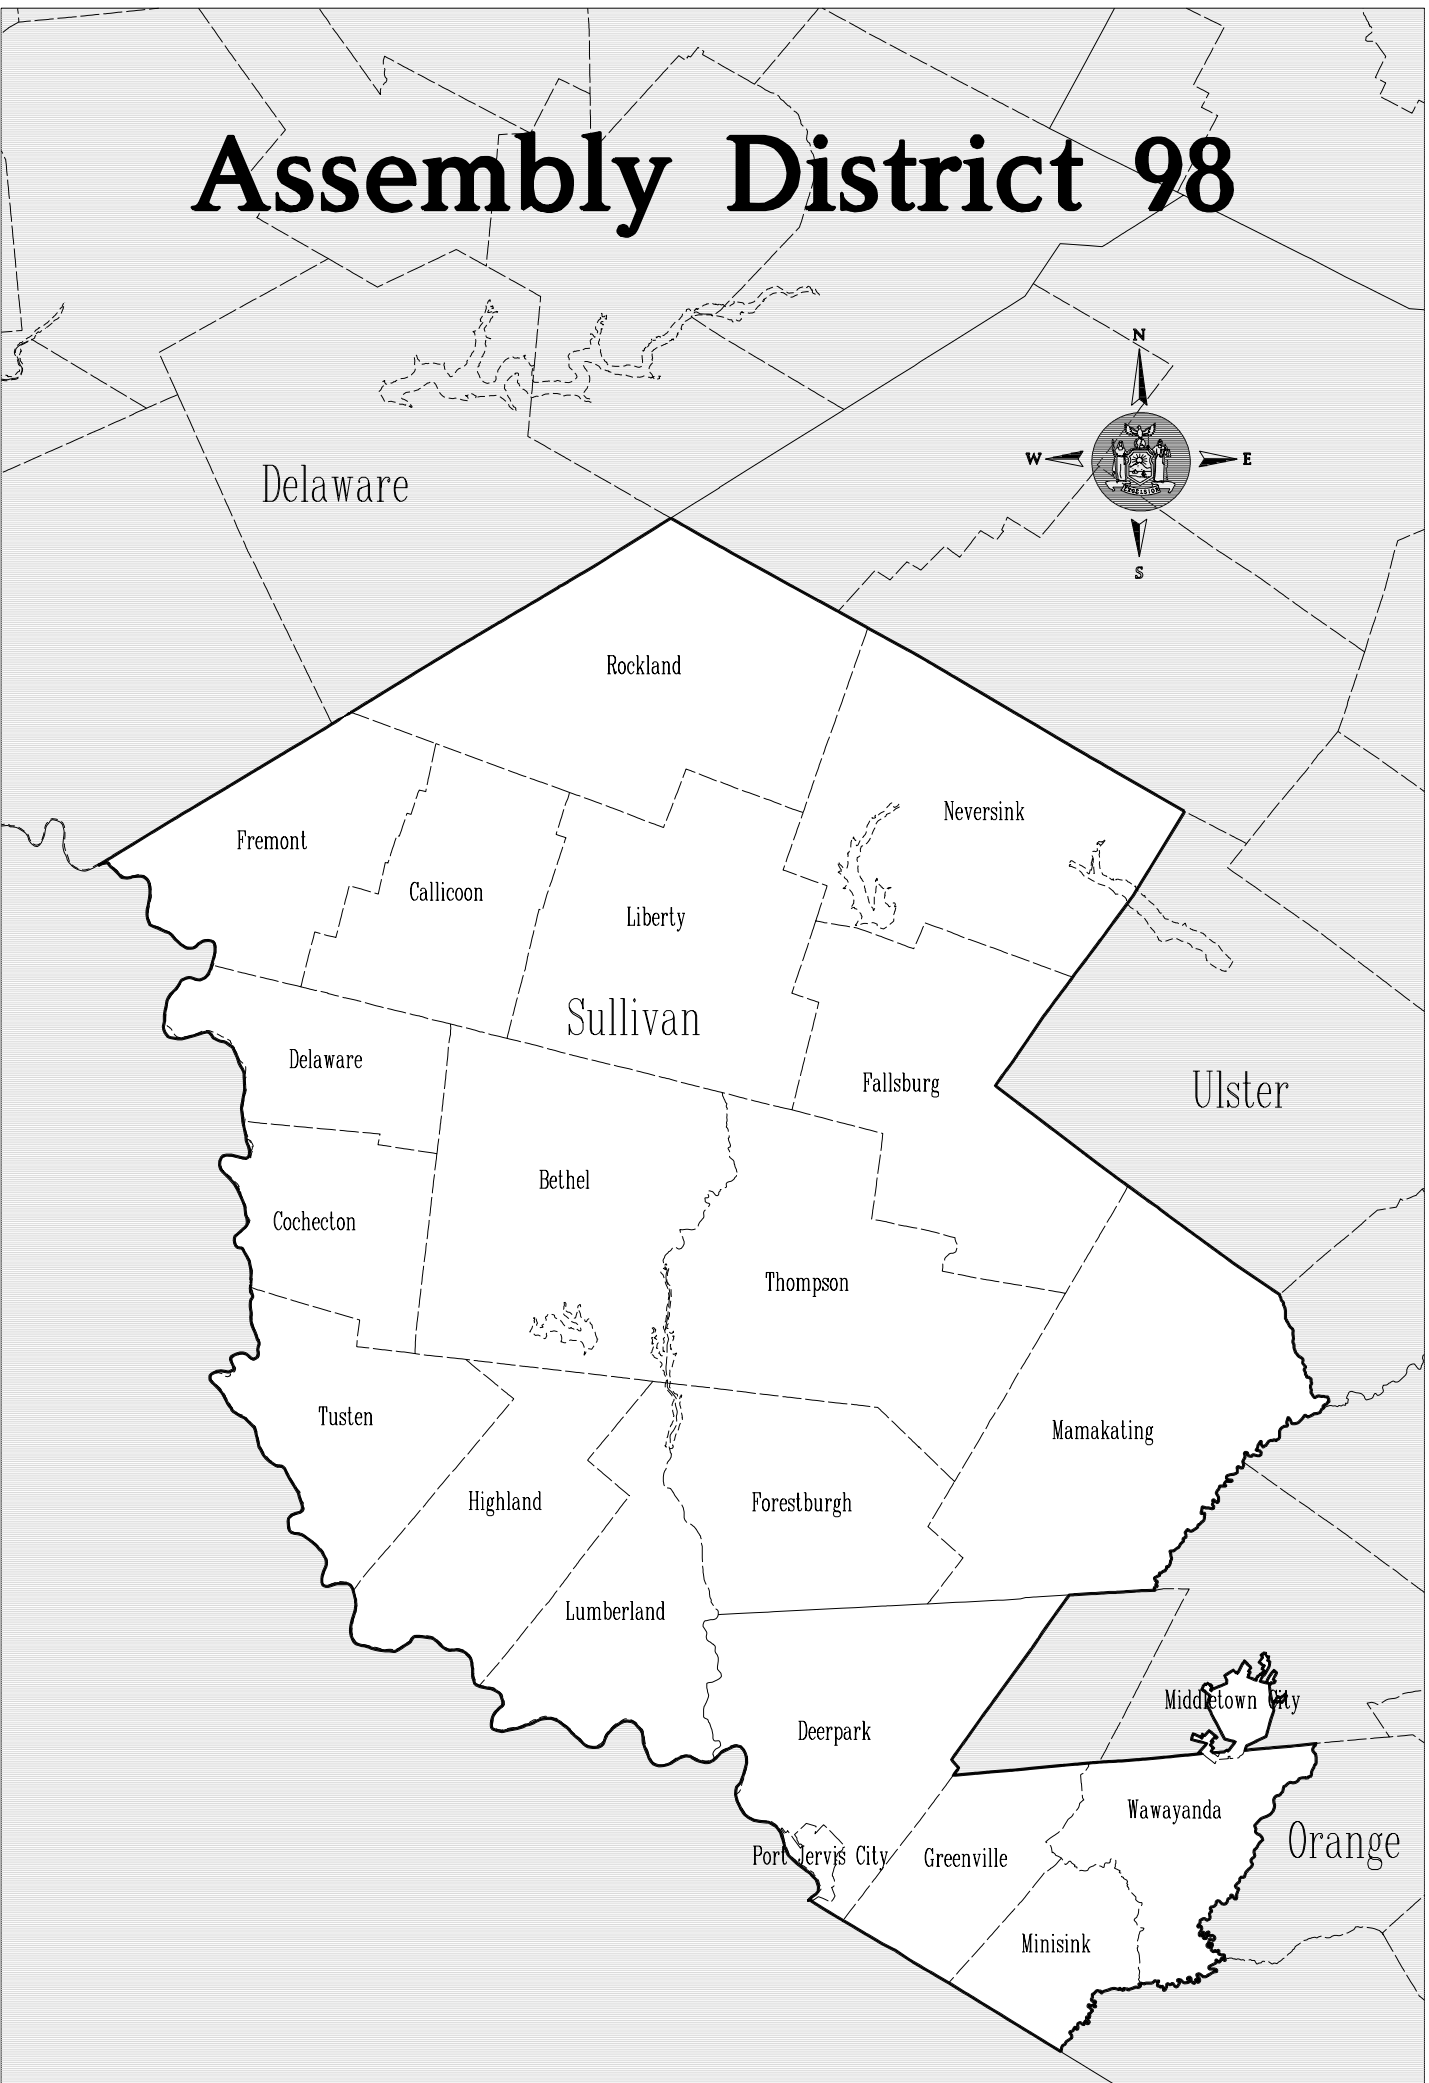 Assembly District 98
N
W
E
EXCELSIOR
S
Delaware
Rockland
Neversink
Fremont
Callicoon
Liberty
Sullivan
Delaware
Fallsburg
Ulster
Bethel
Cochecton
Thompson
Tusten
Mamakating
Highland
Forestburgh
Lumberland
Middletown City
Deerpark
Wawayanda
Orange
Port Jervis City
Greenville
Minisink